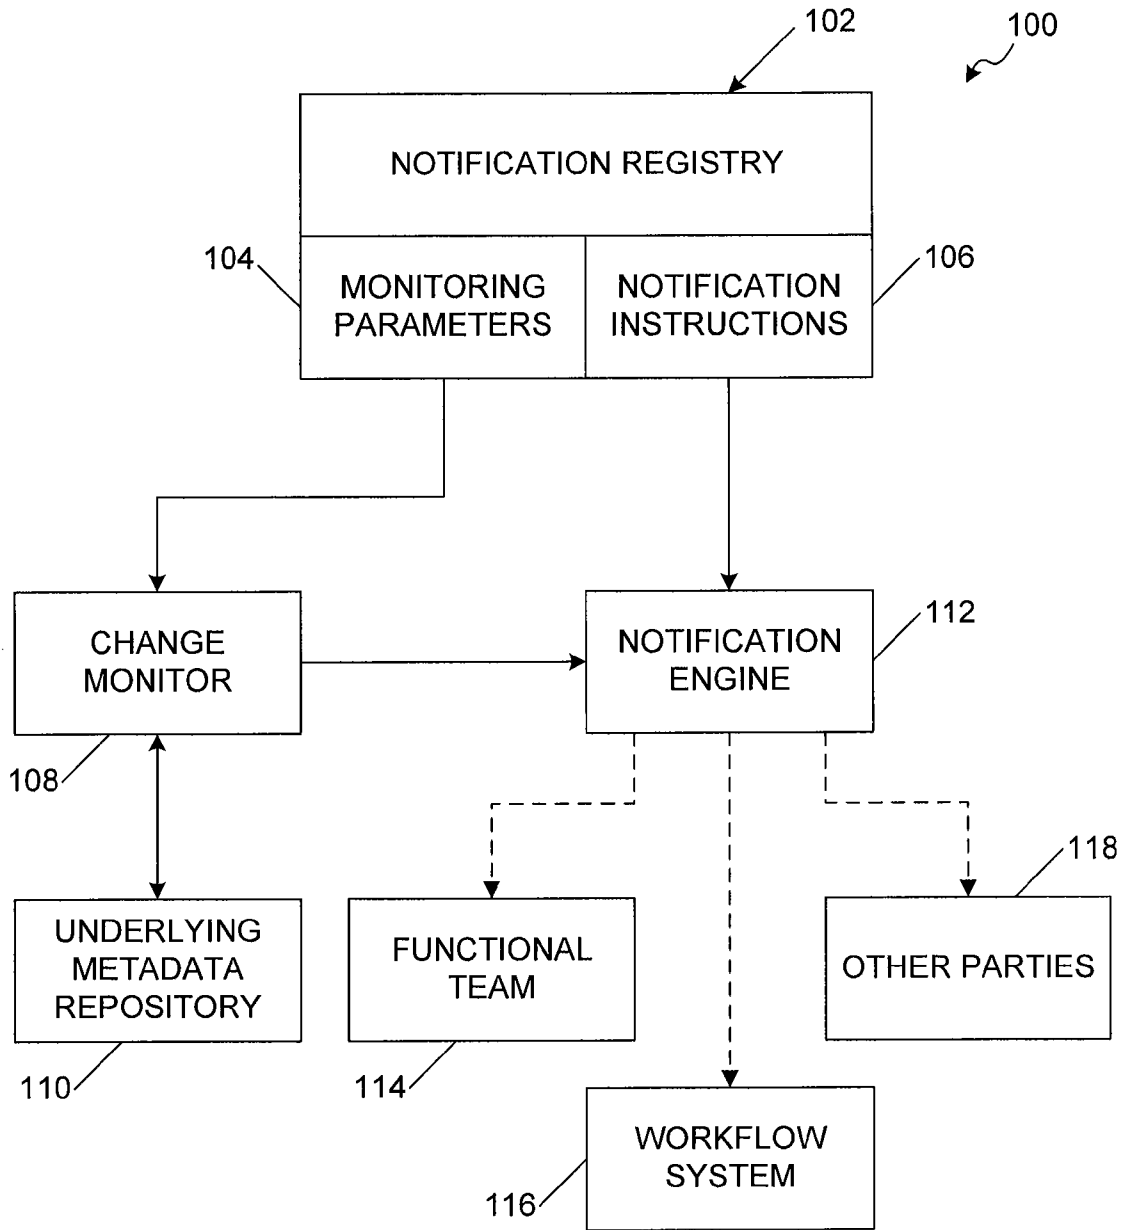 102
100
NOTIFICATION REGISTRY
104
MONITORING
PARAMETERS
NOTIFICATION
INSTRUCTIONS
106
CHANGE
MONITOR
108
NOTIFICATION
ENGINE
112
UNDERLYING
METADATA
REPOSITORY
110
FUNCTIONAL
TEAM
114
118
OTHER PARTIES
WORKFLOW
SYSTEM
116